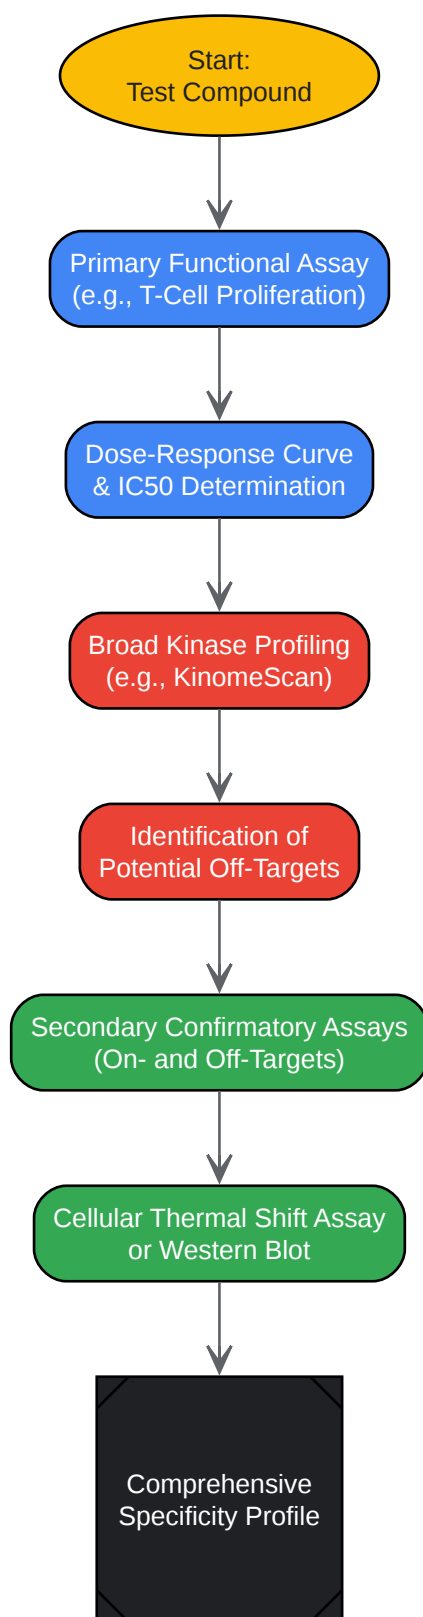 Start:
Test Compound
Primary Functional Assay
(e.g., T-Cell Proliferation)
Dose-Response Curve
& IC50 Determination
Broad Kinase Profiling
(e.g., KinomeScan)
Identification of
Potential Off-Targets
Secondary Confirmatory Assays
(On- and Off-Targets)
Cellular Thermal Shift Assay
or Western Blot
Comprehensive
Specificity Profile